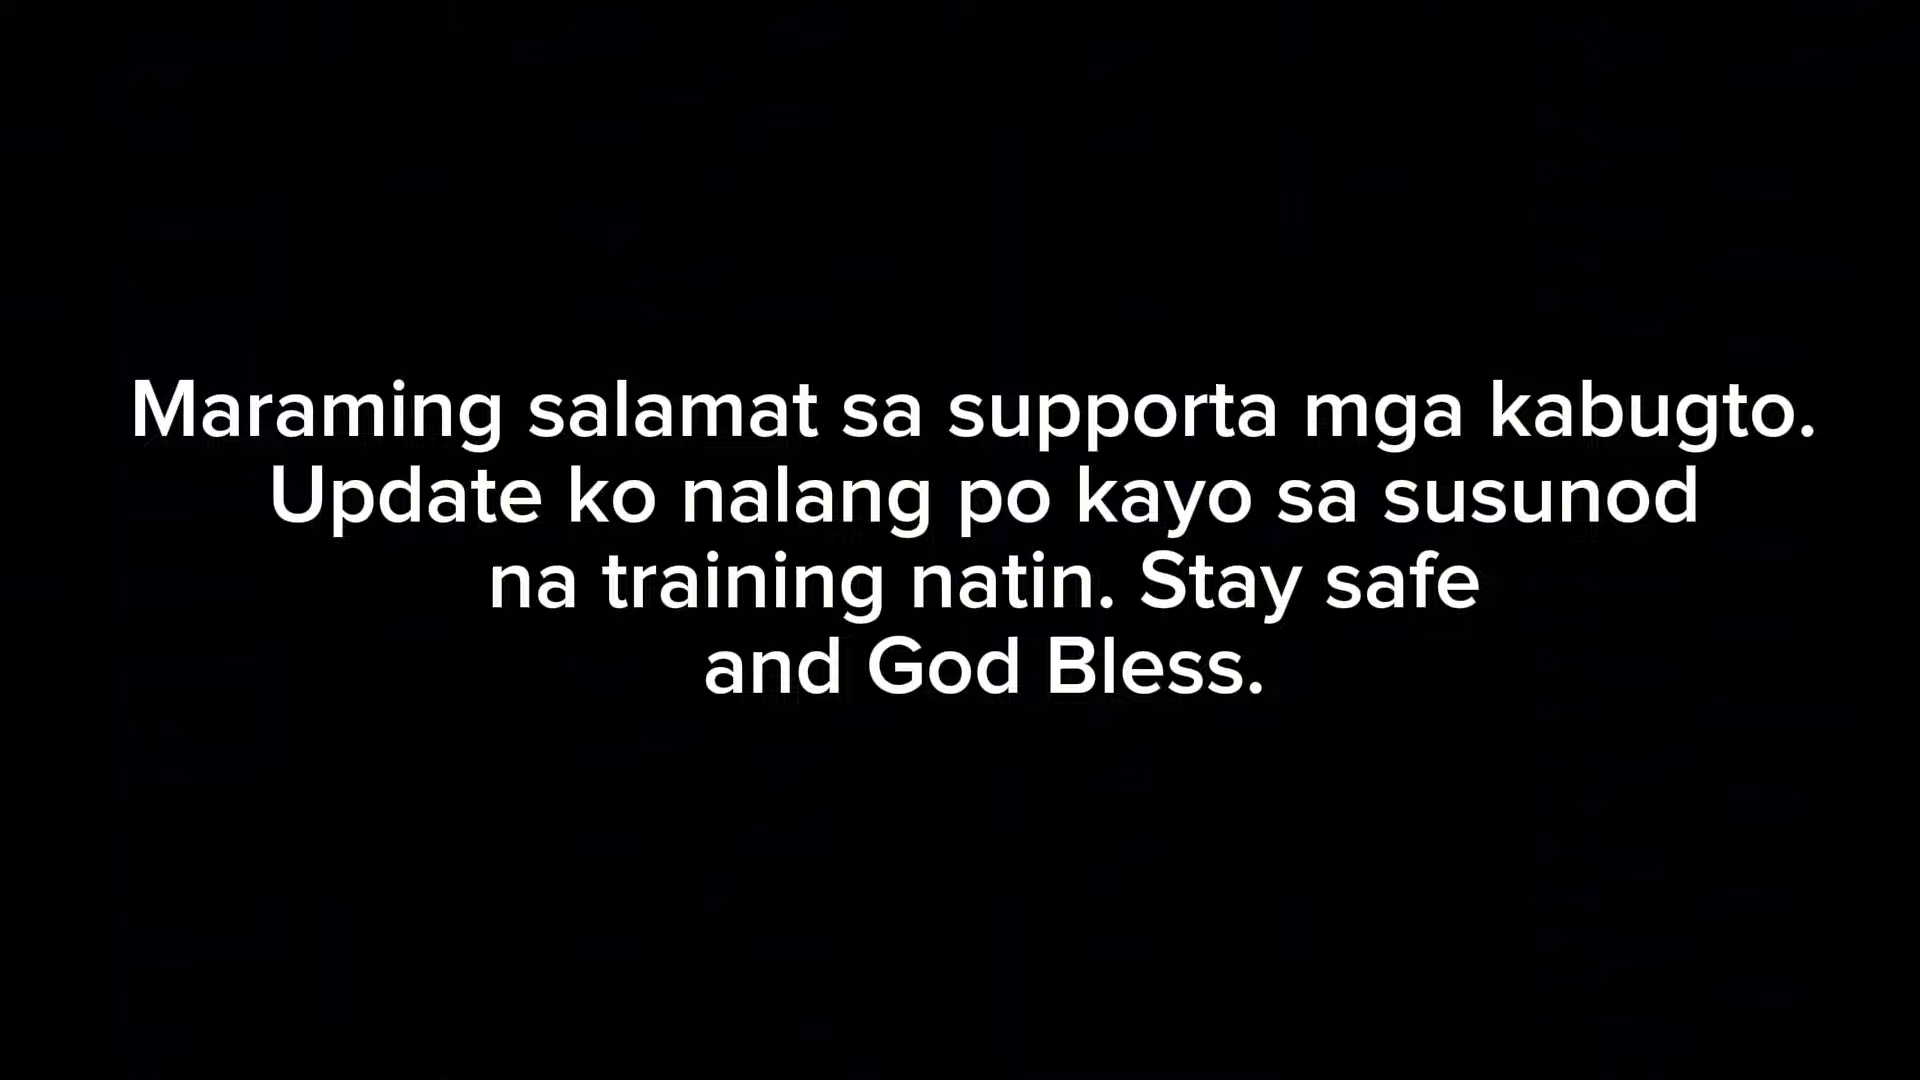 Maraming salamat sa supporta mga kabugto.
Update ko nalang po kayo sa susunod
na training natin. Stay safe
and God Bless.